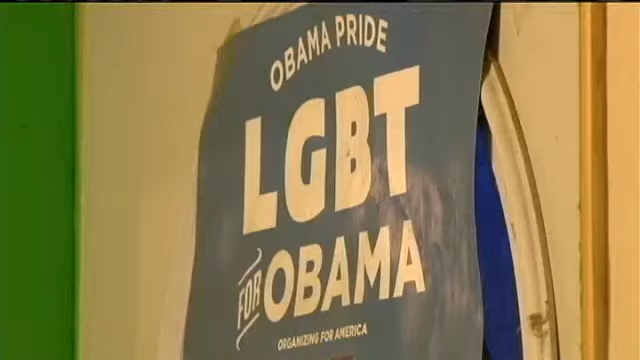 OBAMA PRIDE
LGBT
FOR OBAMA
ORGANIZING FOR AMERICA